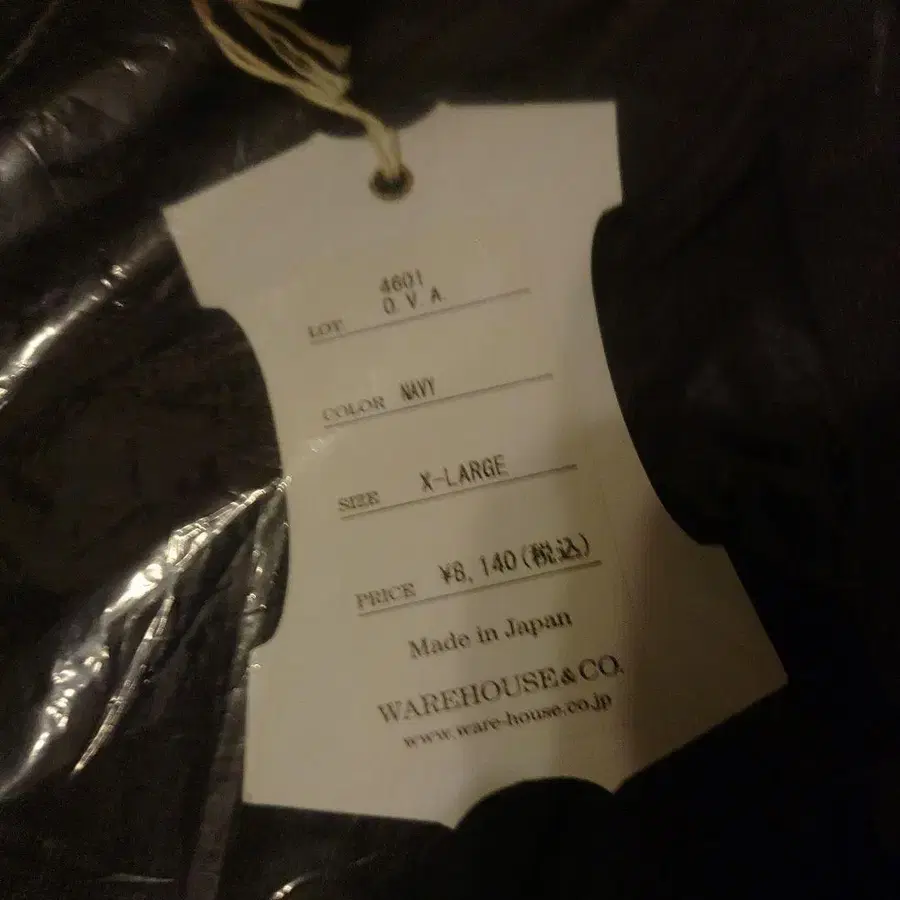 4601
LOT O.V.A.
COLOR NAVY
SIZE X-LARGE
PRICE ¥8,140(税込)
Made in Japan
WAREHOUSE&CO.
www.ware-house.co.jp